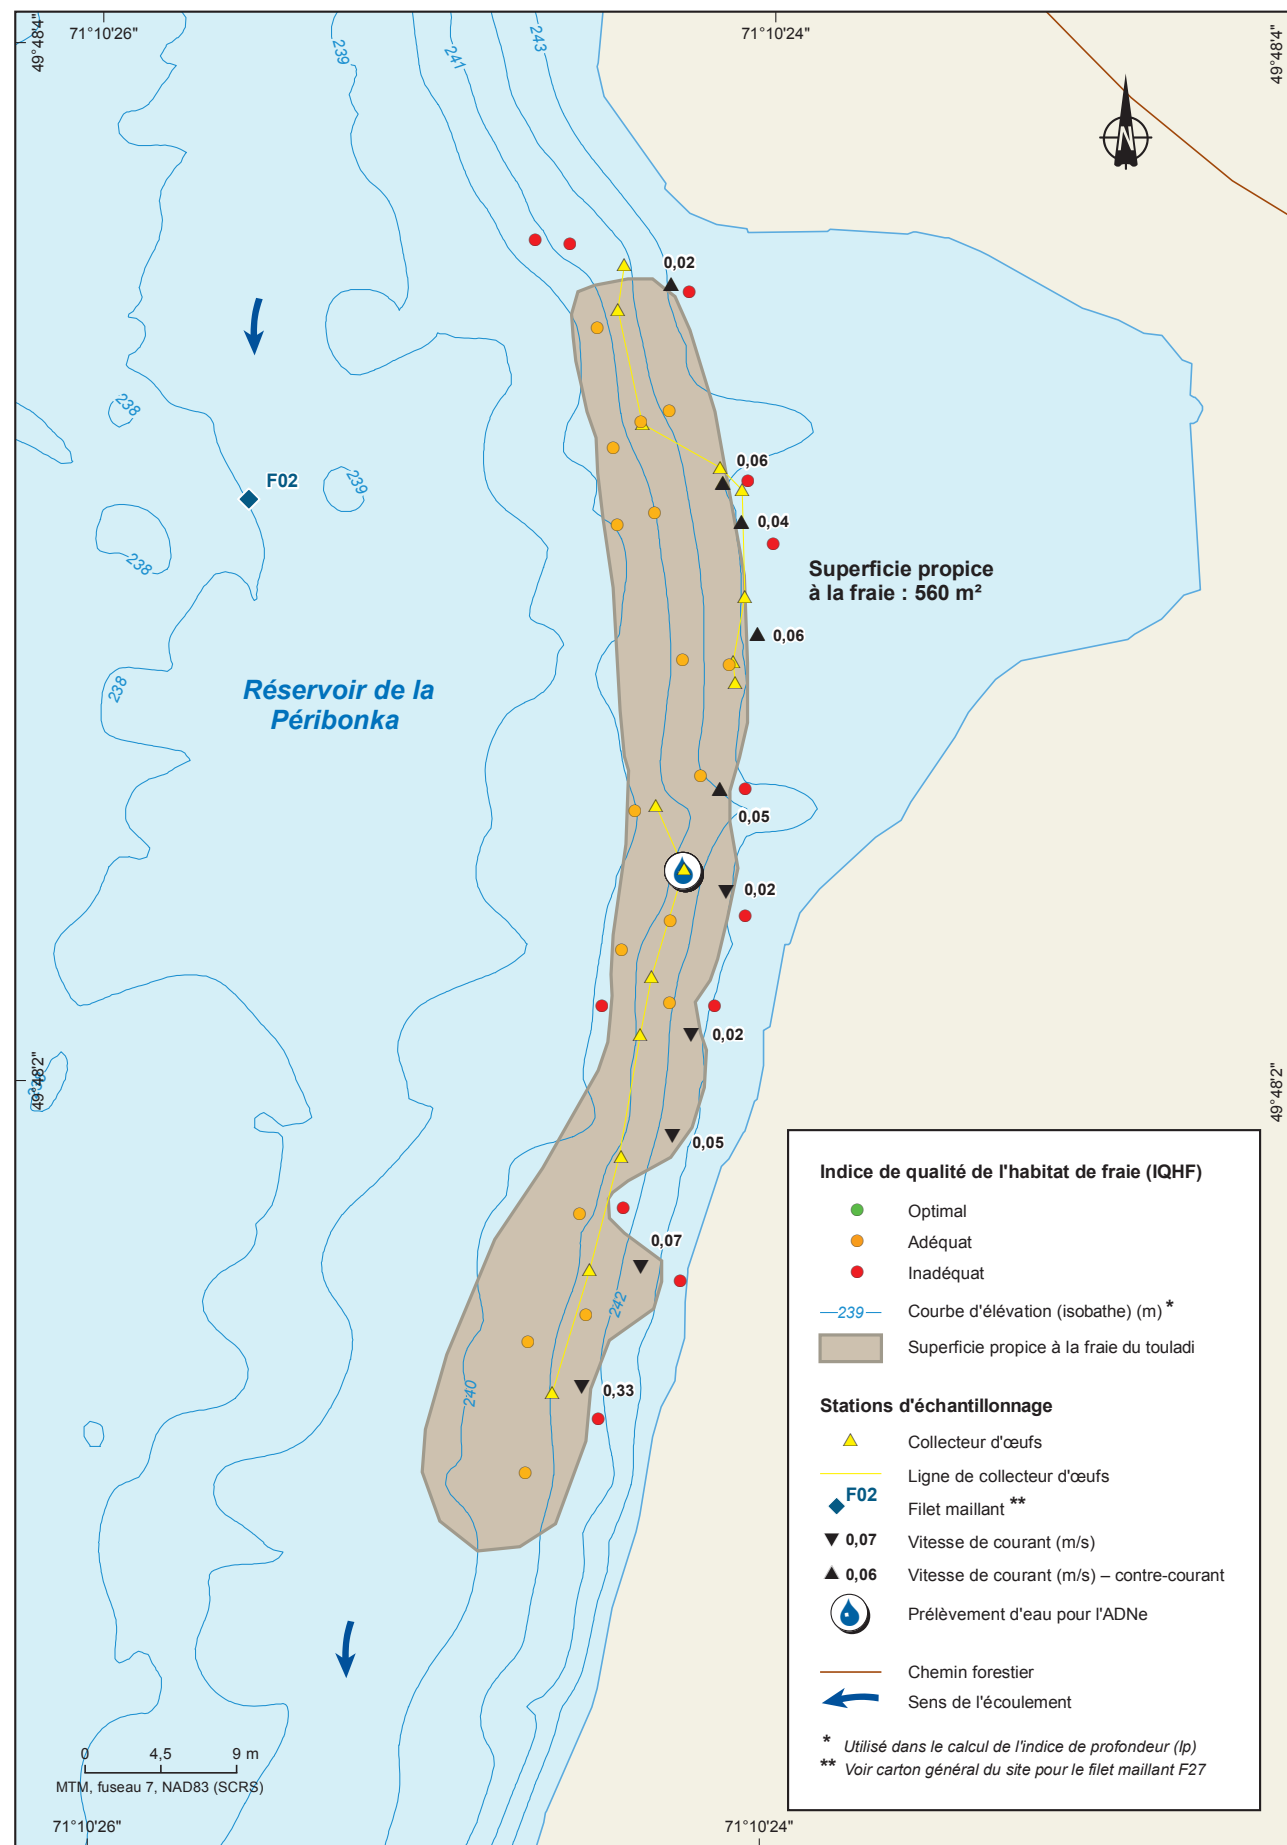 71°10'26"
71°10'24"
49°48'4"
49°48'4"
239
241
243
0,02
238
0,06
F02
239
0,04
238
Superficie propice
à la fraie : 560 m²
0,06
238
Réservoir de la
Péribonka
0,05
0,02
0,02
49°48'2"
49°48'2"
0,05
0,07
242
240
0,33
Indice de qualité de l'habitat de fraie (IQHF)
Optimal
Adéquat
Inadéquat
239 Courbe d'élévation (isobathe) (m) *
Superficie propice à la fraie du touladi
Stations d'échantillonnage
Collecteur d'œufs
Ligne de collecteur d'œufs
F02 Filet maillant **
0,07 Vitesse de courant (m/s)
0,06 Vitesse de courant (m/s) – contre-courant
Prélèvement d'eau pour l'ADNe
Chemin forestier
Sens de l'écoulement
* Utilisé dans le calcul de l'indice de profondeur (Ip)
** Voir carton général du site pour le filet maillant F27
N
0 4,5 9 m
MTM, fuseau 7, NAD83 (SCRS)
71°10'26"
71°10'24"